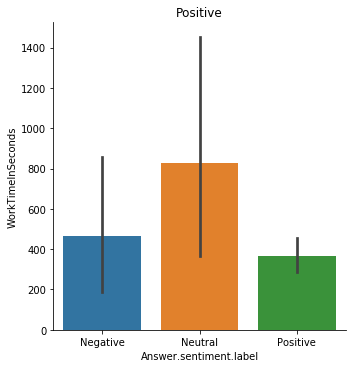 Positive
1400
1200
1000
800
600
400
200
0
WorkTimeInSeconds
Negative
Neutral
Positive
Answer.sentiment.label